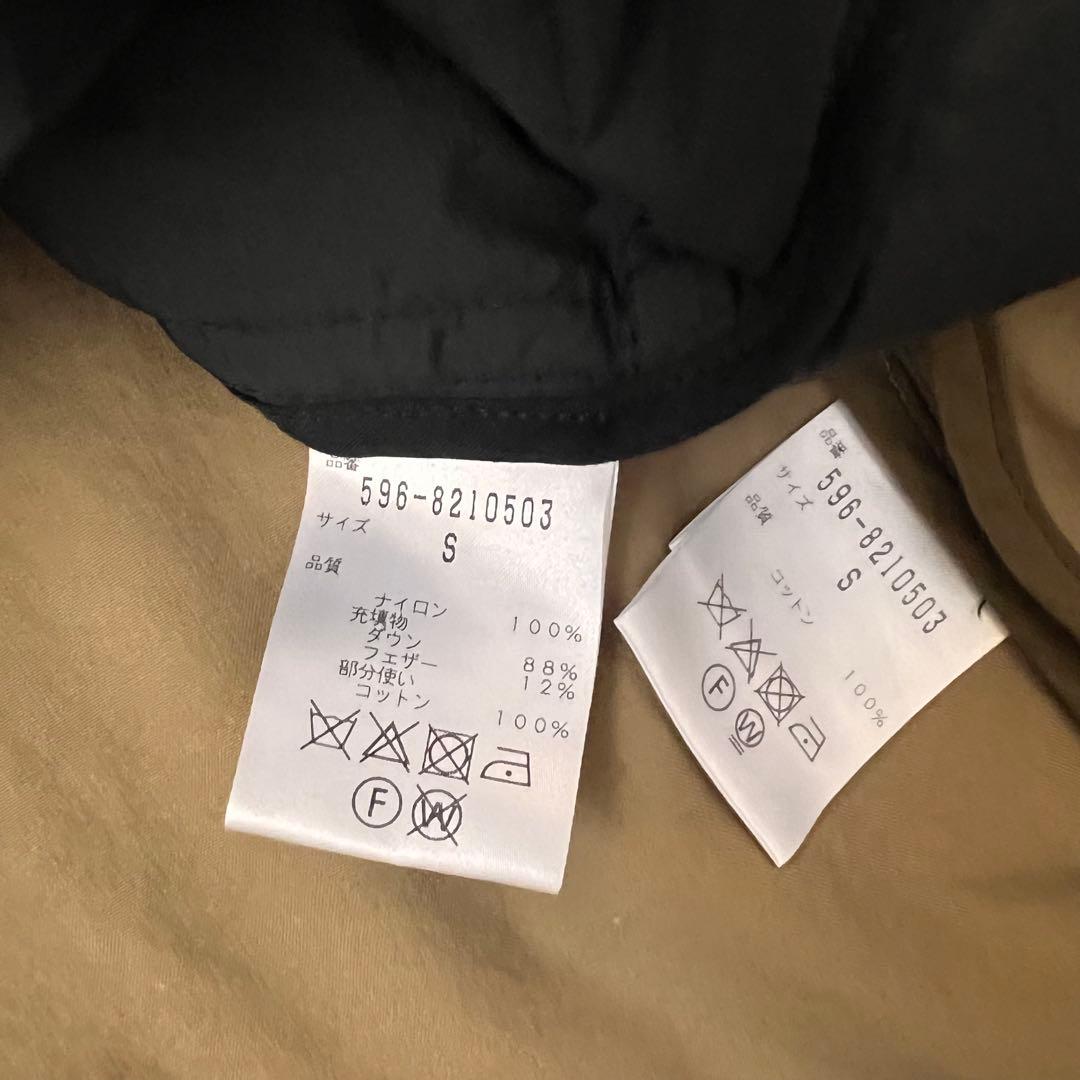 品番
596-8210503
サイズ
S
品質
ナイロン 100%
充填物
ダウン 88%
フェザー 12%
部分使い
コットン 100%
F
W
品番
596-8210503
サイズ
S
品質
コットン 100%
F
W